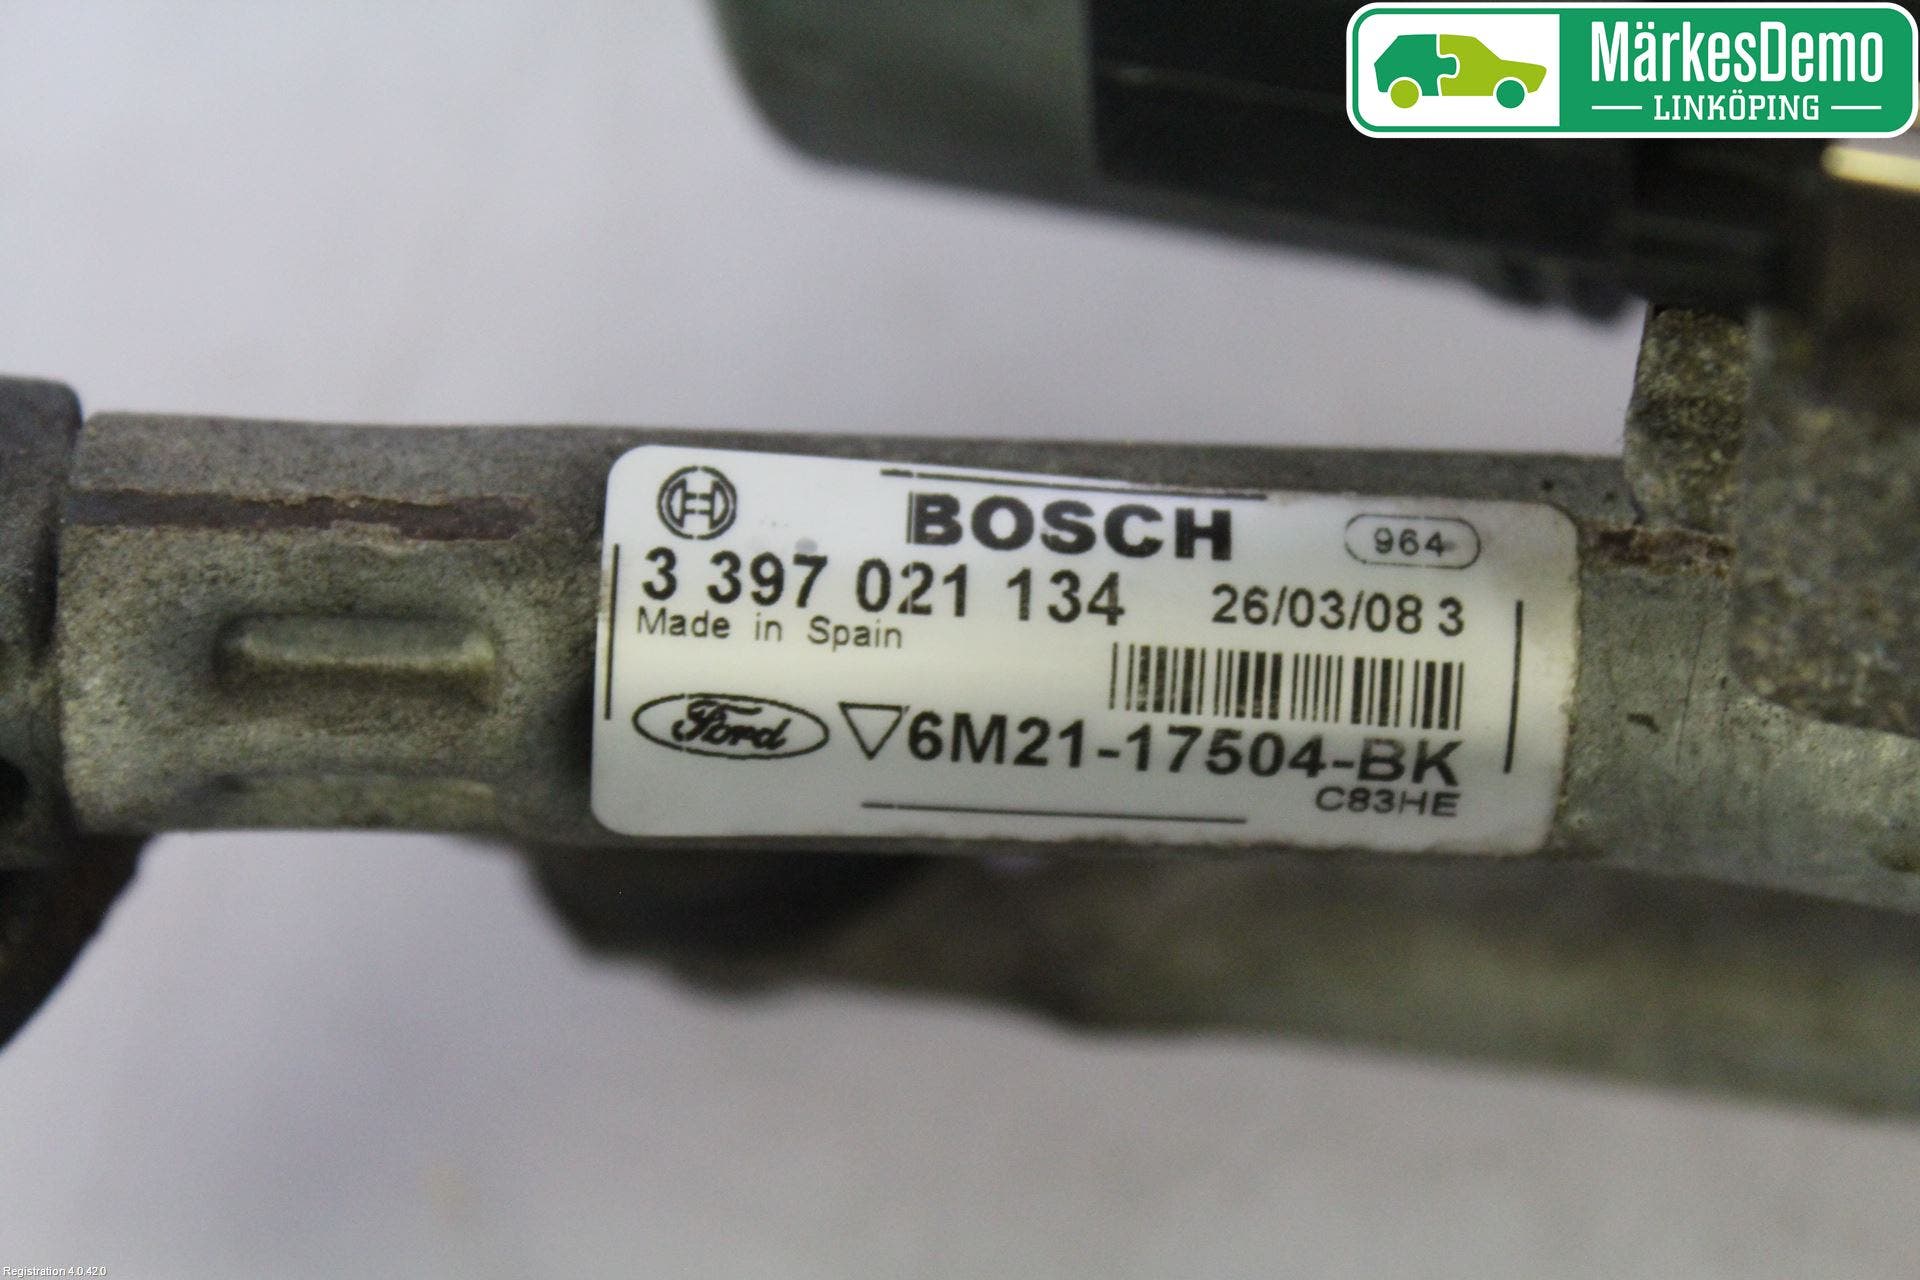 MärkesDemo
LINKÖPING
BOSCH
964
3 397 021 134
26/03/08 3
Made in Spain
Ford
6M21-17504-BK
C83HE
Registration 4.0.42.0